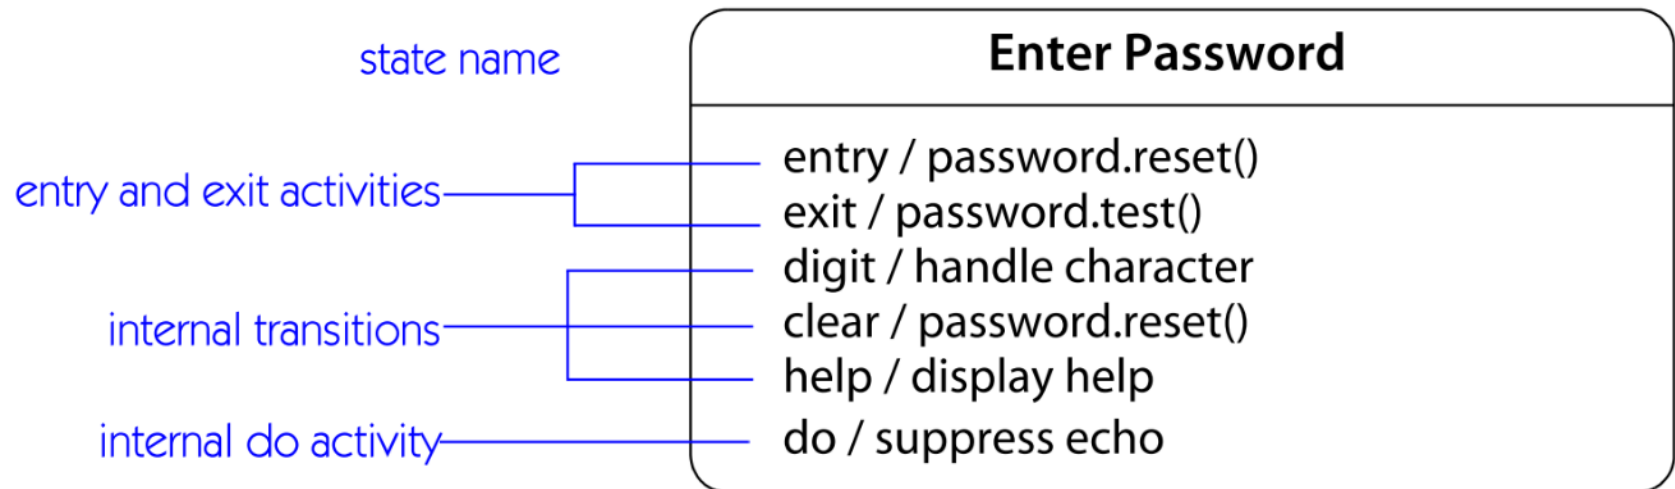 state name
Enter Password
entry and exit activities
entry / password.reset()
exit / password.test()
internal transitions
digit / handle character
clear / password.reset()
help / display help
internal do activity
do / suppress echo